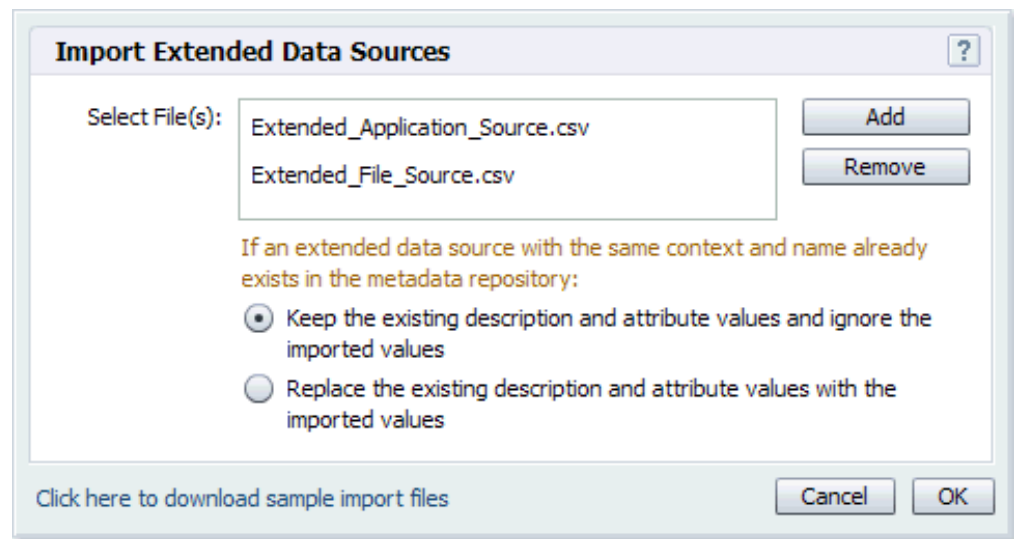 Import Extended Data Sources
?
Select File(s):
Extended_Application_Source.csv
Extended_File_Source.csv
Add
Remove
If an extended data source with the same context and name already
exists in the metadata repository:
Keep the existing description and attribute values and ignore the
imported values
Replace the existing description and attribute values with the
imported values
Click here to download sample import files
Cancel
OK